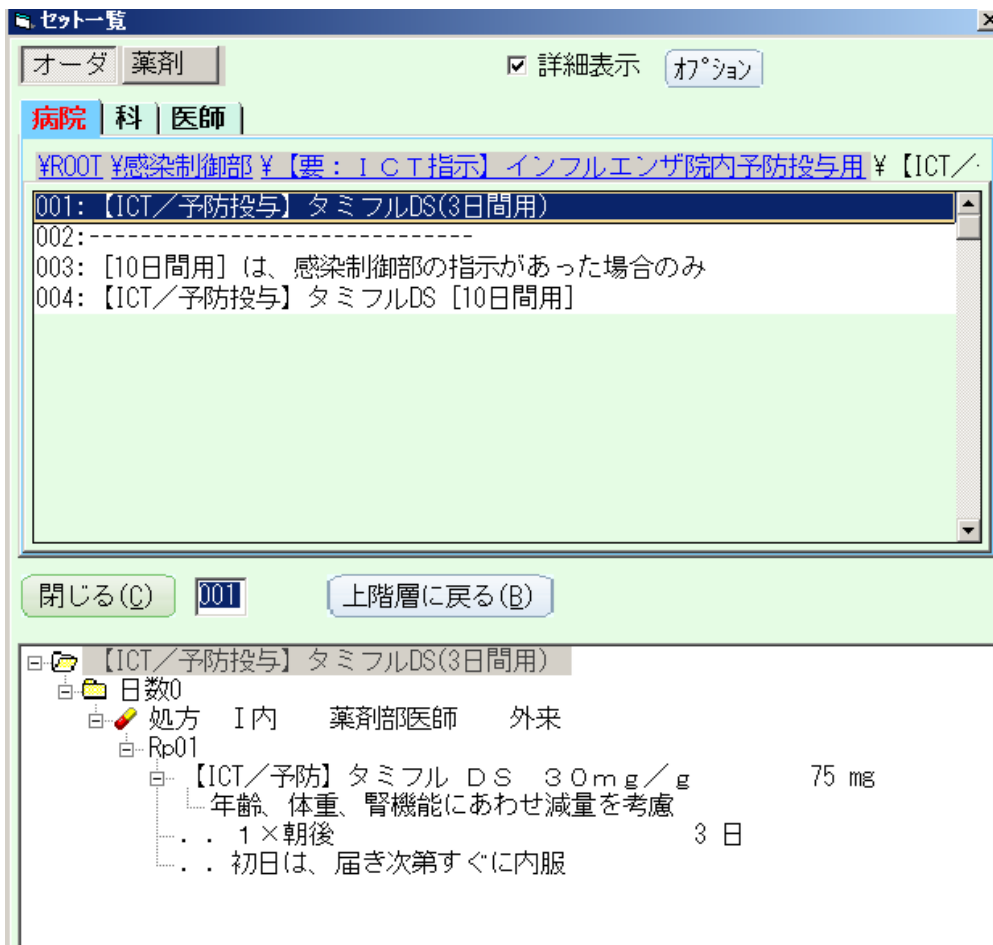 セット一覧
オーダ 薬剤 詳細表示 オプション
病院 科 医師
¥ROOT ¥感染制御部 ¥【要：ＩＣＴ指示】インフルエンザ院内予防投与用 ¥【ICT／
001:【ICT／予防投与】タミフルDS(3日間用)
002:------------------------------
003:［10日間用］は、感染制御部の指示があった場合のみ
004:【ICT／予防投与】タミフルDS［10日間用］
閉じる(C) 001 上階層に戻る(B)
【ICT／予防投与】タミフルDS(3日間用)
日数0
処方 Ｉ内 薬剤部医師 外来
Rp01
【ICT／予防】タミフル ＤＳ ３０ｍｇ／ｇ 75 mg
年齢、体重、腎機能にあわせ減量を考慮
．．１×朝後 3 日
．．初日は、届き次第すぐに内服